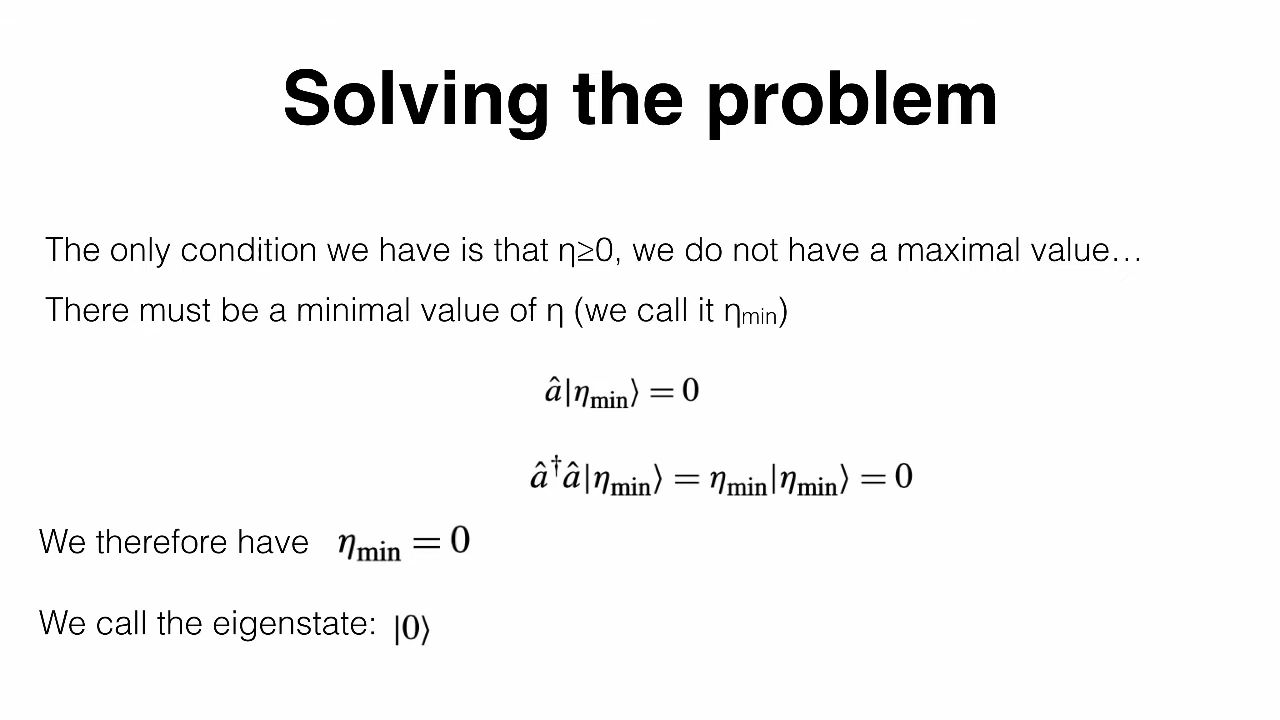 Solving the problem
The only condition we have is that η≥0, we do not have a maximal value…
There must be a minimal value of η (we call it ηmin)
â|ηmin⟩ = 0
â†â|ηmin⟩ = ηmin|ηmin⟩ = 0
We therefore have ηmin = 0
We call the eigenstate: |0⟩